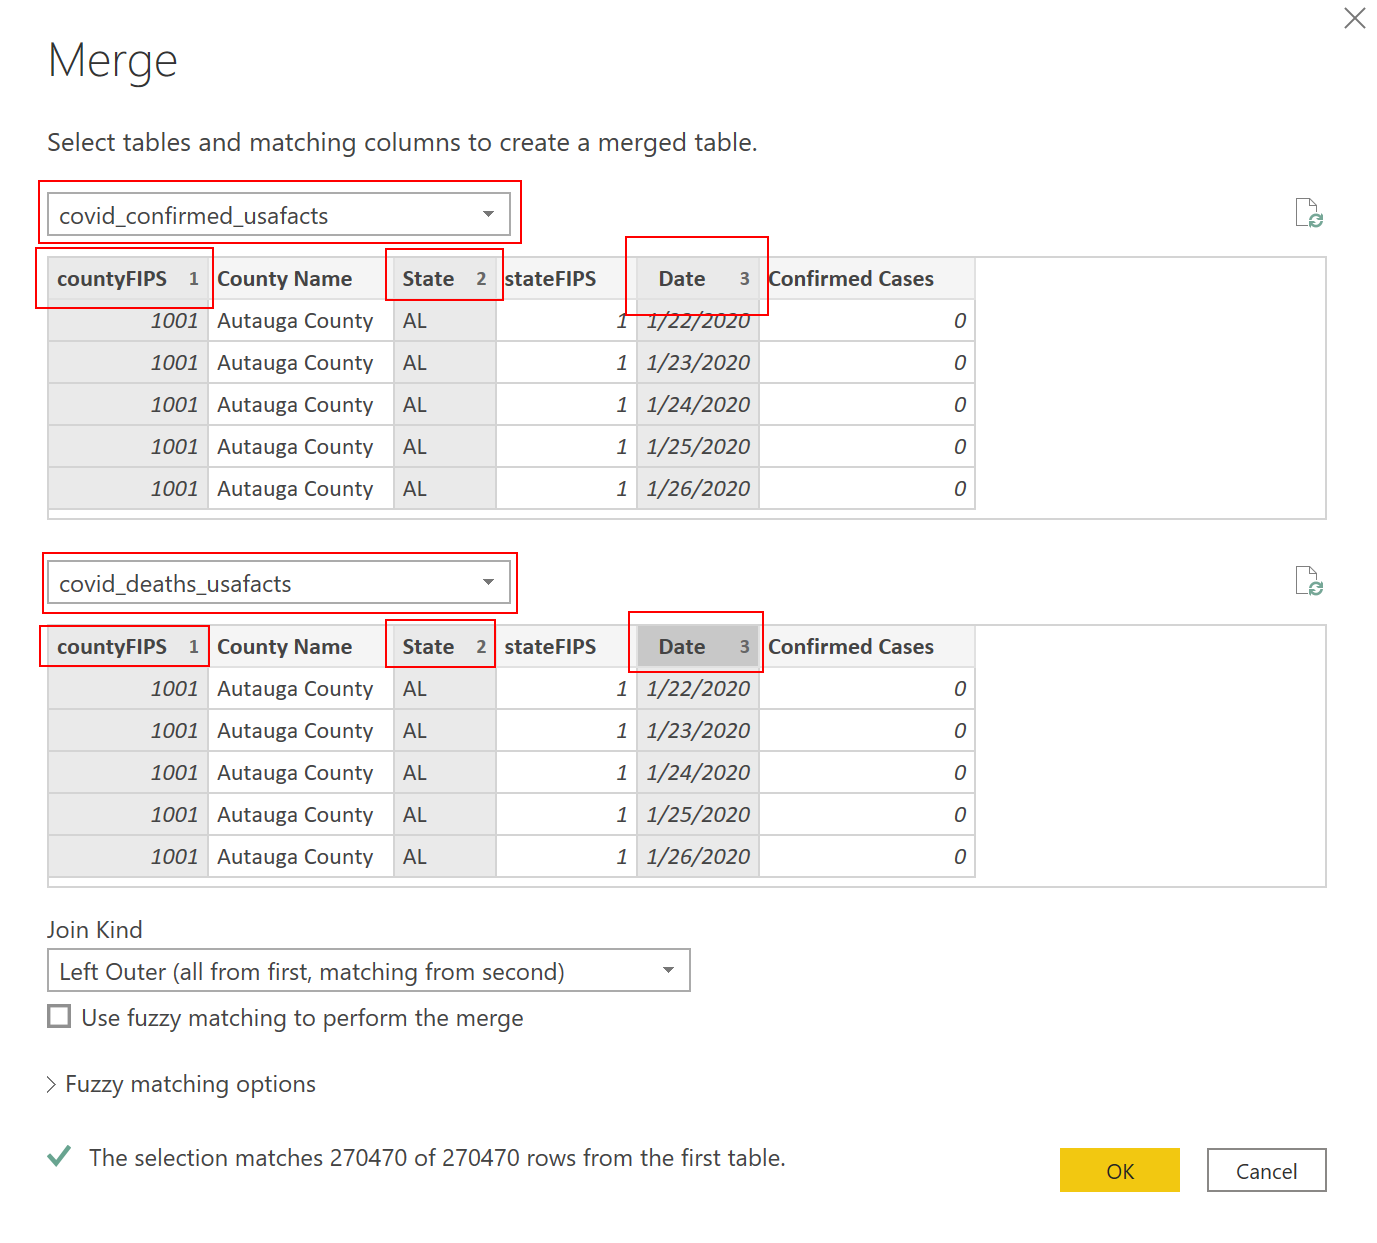 Merge
Select tables and matching columns to create a merged table.
covid_confirmed_usafacts
countyFIPS 1 County Name State 2 stateFIPS Date 3 Confirmed Cases
1001 Autauga County AL 1 1/22/2020 0
1001 Autauga County AL 1 1/23/2020 0
1001 Autauga County AL 1 1/24/2020 0
1001 Autauga County AL 1 1/25/2020 0
1001 Autauga County AL 1 1/26/2020 0
covid_deaths_usafacts
countyFIPS 1 County Name State 2 stateFIPS Date 3 Confirmed Cases
1001 Autauga County AL 1 1/22/2020 0
1001 Autauga County AL 1 1/23/2020 0
1001 Autauga County AL 1 1/24/2020 0
1001 Autauga County AL 1 1/25/2020 0
1001 Autauga County AL 1 1/26/2020 0
Join Kind
Left Outer (all from first, matching from second)
Use fuzzy matching to perform the merge
Fuzzy matching options
The selection matches 270470 of 270470 rows from the first table.
OK Cancel